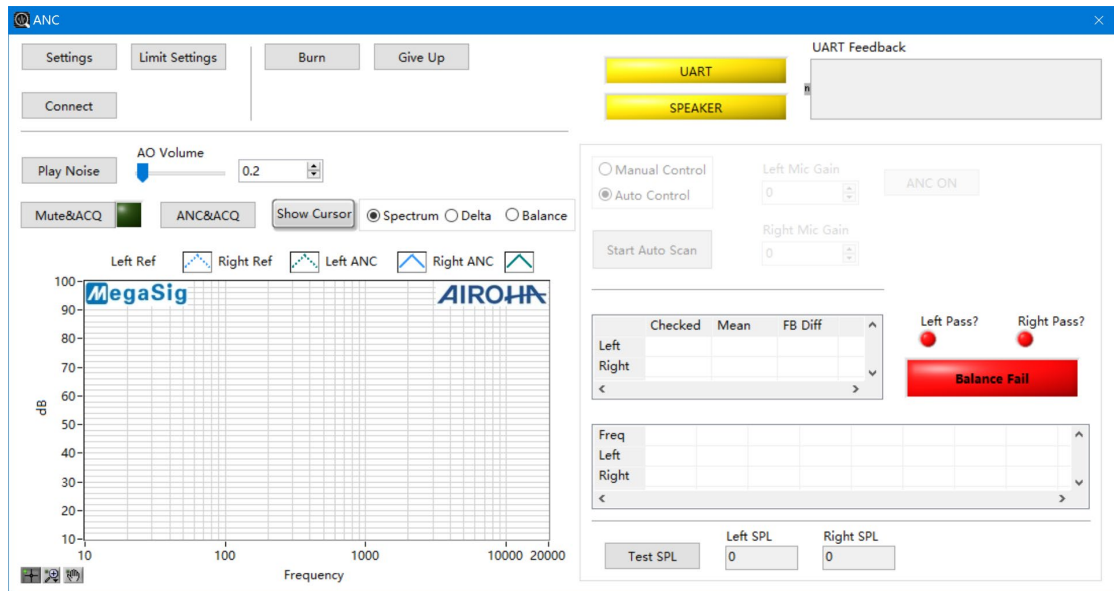 ANC
Settings
Limit Settings
Burn
Give Up
Connect
UART
SPEAKER
UART Feedback
n
Play Noise
AO Volume
0.2
Mute&ACQ
ANC&ACQ
Show Cursor
Spectrum
Delta
Balance
Left Ref
Right Ref
Left ANC
Right ANC
MegaSig
AIROHA
100
90
80
70
60
50
40
30
20
10
dB
10
100
1000
10000
20000
Frequency
Manual Control
Auto Control
Left Mic Gain
0
ANC ON
Start Auto Scan
Right Mic Gain
0
Checked
Mean
FB Diff
Left
Right
Left Pass?
Right Pass?
Balance Fail
Freq
Left
Right
Test SPL
Left SPL
0
Right SPL
0